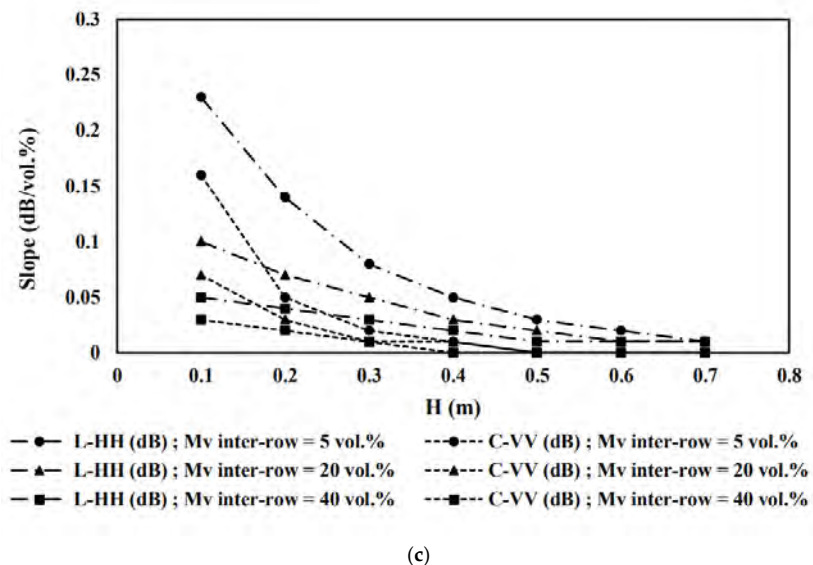 0.3
0.25
0.2
0.15
0.1
0.05
0
Slope (dB/vol.%)
0 0.1 0.2 0.3 0.4 0.5 0.6 0.7 0.8
H (m)
L-HH (dB) ; Mv inter-row = 5 vol.% C-VV (dB) ; Mv inter-row = 5 vol.%
L-HH (dB) ; Mv inter-row = 20 vol.% C-VV (dB) ; Mv inter-row = 20 vol.%
L-HH (dB) ; Mv inter-row = 40 vol.% C-VV (dB) ; Mv inter-row = 40 vol.%
(c)